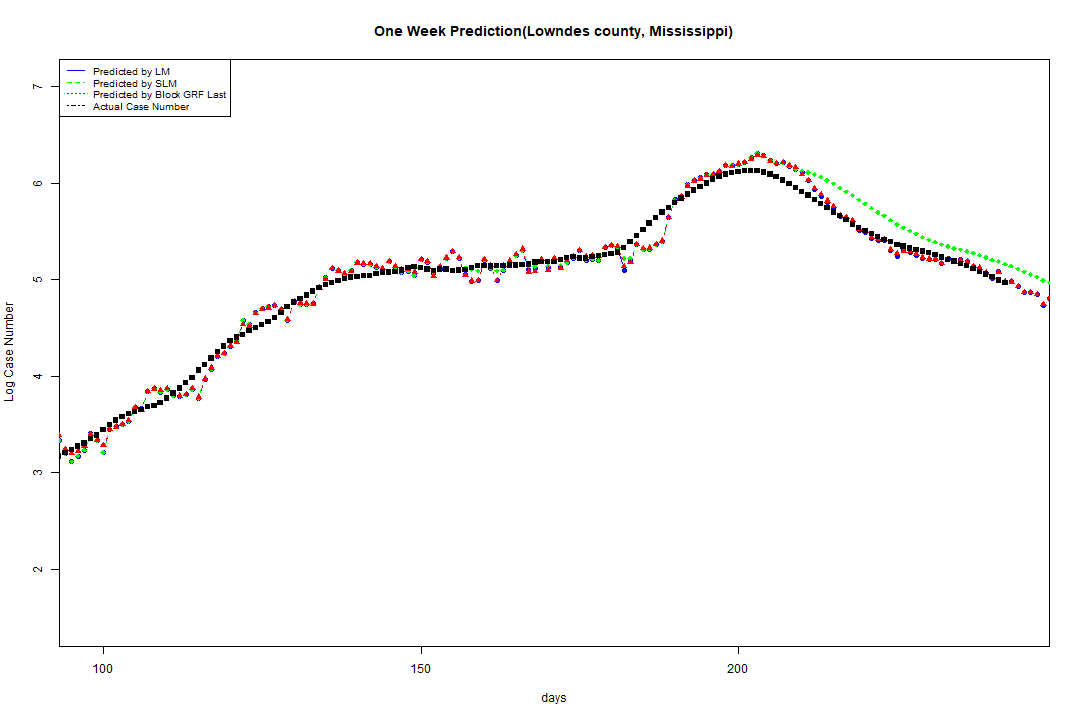 One Week Prediction(Lowndes county, Mississippi)
Predicted by LM
Predicted by SLM
Predicted by Block GRF Last
Actual Case Number
7
6
5
4
3
2
Log Case Number
100 150 200
days